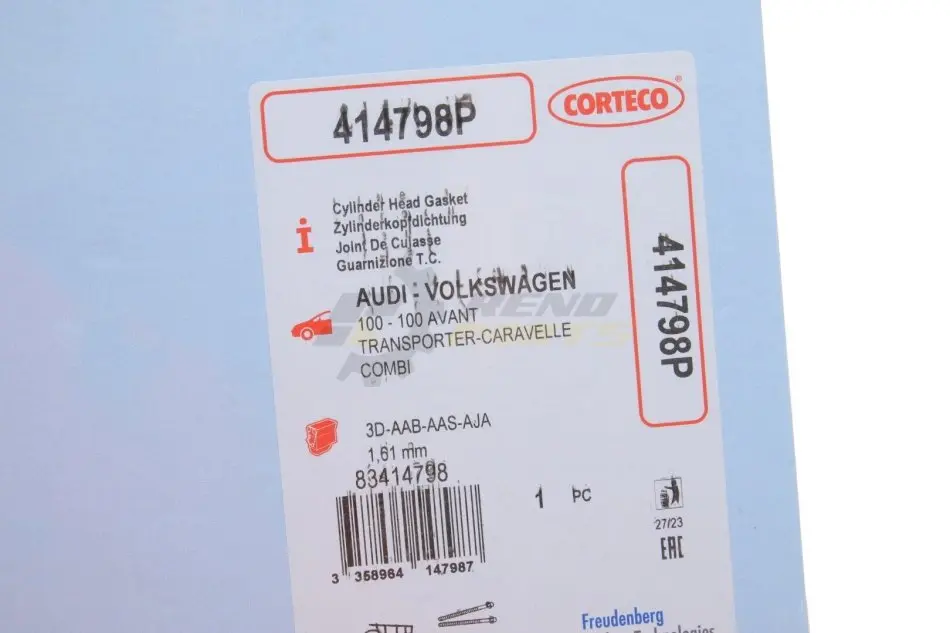 414798P
CORTECO®
Cylinder Head Gasket
Zylinderkopfdichtung
Joint De Culasse
Guarnizione T.C.
AUDI - VOLKSWAGEN
100 - 100 AVANT
TRANSPORTER-CARAVELLE
COMBI
414798P
3D-AAB-AAS-AJA
1,61 mm
83414798
1 PC
27/23
EAC
3 358964 147987
Freudenberg
Technologies